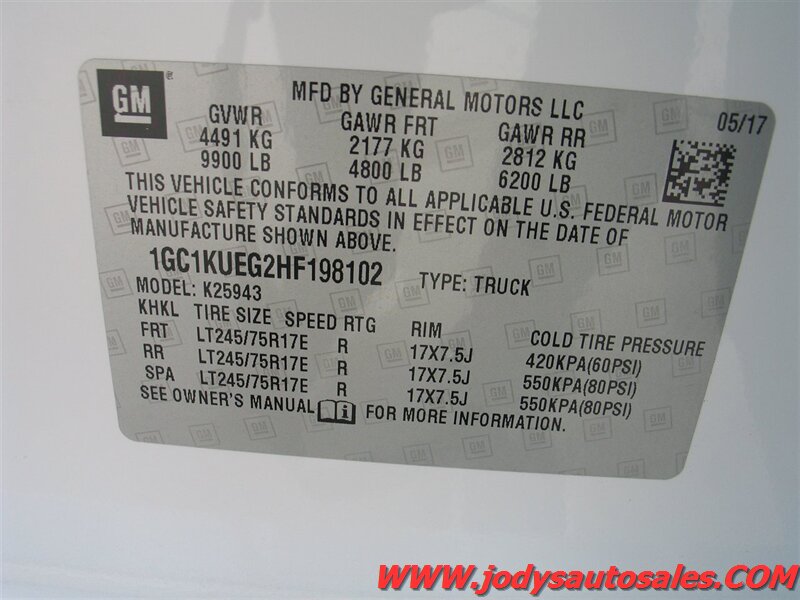 GM
MFD BY GENERAL MOTORS LLC
05/17
GVWR GAWR FRT GAWR RR
4491 KG 2177 KG 2812 KG
9900 LB 4800 LB 6200 LB
THIS VEHICLE CONFORMS TO ALL APPLICABLE U.S. FEDERAL MOTOR
VEHICLE SAFETY STANDARDS IN EFFECT ON THE DATE OF
MANUFACTURE SHOWN ABOVE.
1GC1KUEG2HF198102 TYPE: TRUCK
MODEL: K25943
KHKL TIRE SIZE SPEED RTG RIM COLD TIRE PRESSURE
FRT LT245/75R17E R 17X7.5J 420KPA(60PSI)
RR LT245/75R17E R 17X7.5J 550KPA(80PSI)
SPA LT245/75R17E R 17X7.5J 550KPA(80PSI)
SEE OWNER'S MANUAL i FOR MORE INFORMATION.
www.jodysautosales.COM